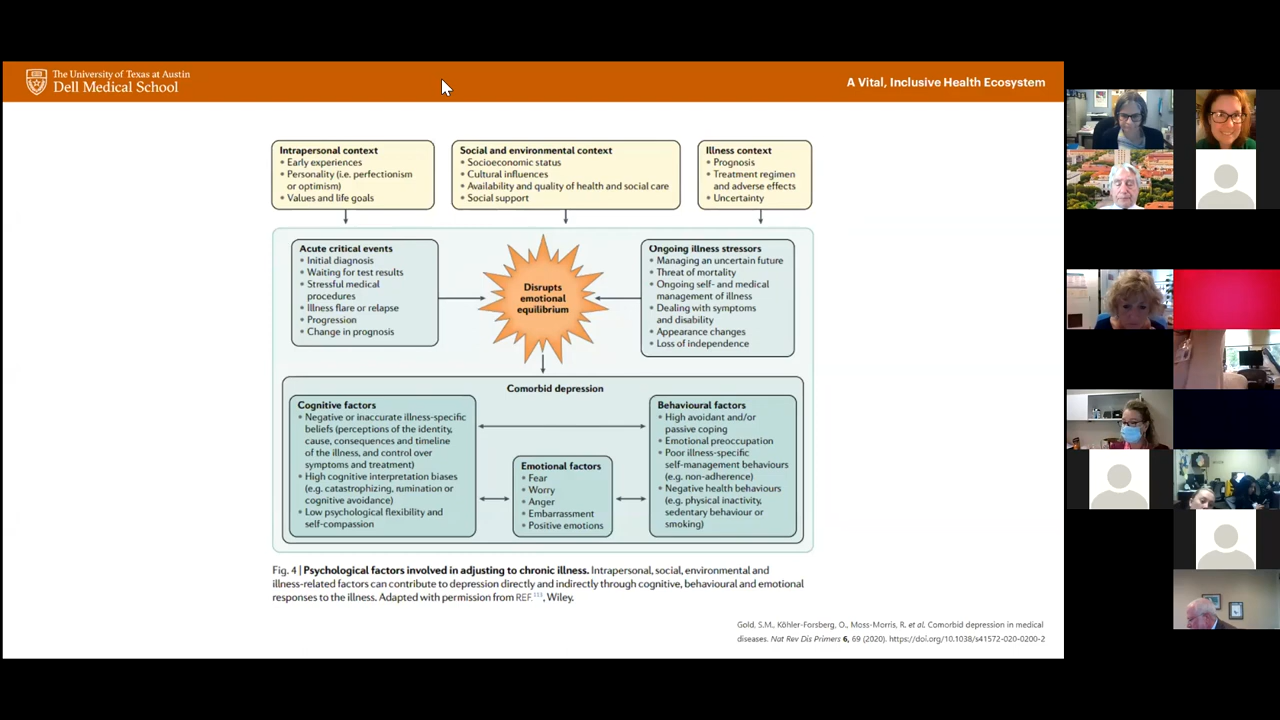 The University of Texas at Austin
Dell Medical School
A Vital, Inclusive Health Ecosystem
Intrapersonal context
• Early experiences
• Personality (i.e. perfectionism
or optimism)
• Values and life goals
Social and environmental context
• Socioeconomic status
• Cultural influences
• Availability and quality of health and social care
• Social support
Illness context
• Prognosis
• Treatment regimen
and adverse effects
• Uncertainty
Acute critical events
• Initial diagnosis
• Waiting for test results
• Stressful medical
procedures
• Illness flare or relapse
• Progression
• Change in prognosis
Disrupts
emotional
equilibrium
Ongoing illness stressors
• Managing an uncertain future
• Threat of mortality
• Ongoing self- and medical
management of illness
• Dealing with symptoms
and disability
• Appearance changes
• Loss of independence
Comorbid depression
Cognitive factors
• Negative or inaccurate illness-specific
beliefs (perceptions of the identity,
cause, consequences and timeline
of the illness, and control over
symptoms and treatment)
• High cognitive interpretation biases
(e.g. catastrophizing, rumination or
cognitive avoidance)
• Low psychological flexibility and
self-compassion
Emotional factors
• Fear
• Worry
• Anger
• Embarrassment
• Positive emotions
Behavioural factors
• High avoidant and/or
passive coping
• Emotional preoccupation
• Poor illness-specific
self-management behaviours
(e.g. non-adherence)
• Negative health behaviours
(e.g. physical inactivity,
sedentary behaviour or
smoking)
Fig. 4 | Psychological factors involved in adjusting to chronic illness. Intrapersonal, social, environmental and
illness-related factors can contribute to depression directly and indirectly through cognitive, behavioural and emotional
responses to the illness. Adapted with permission from REF.113, Wiley.
Gold, S.M., Köhler-Forsberg, O., Moss-Morris, R. et al. Comorbid depression in medical
diseases. Nat Rev Dis Primers 6, 69 (2020). https://doi.org/10.1038/s41572-020-0200-2